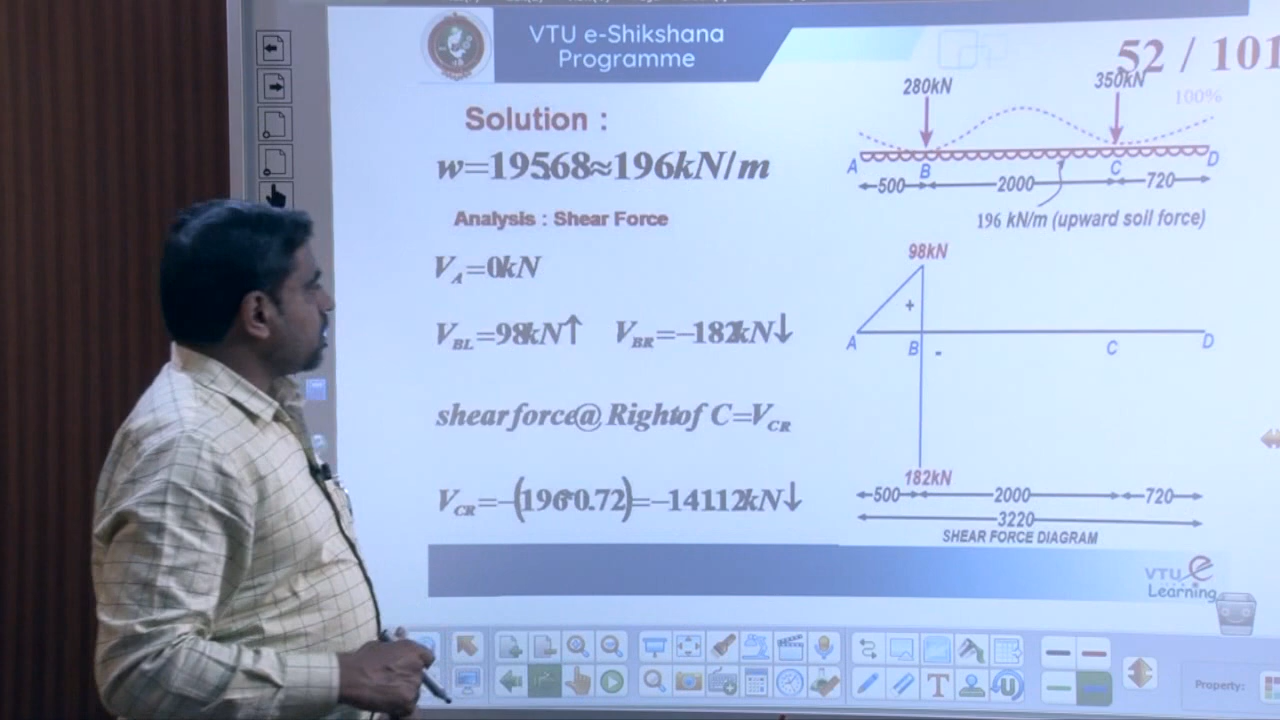 VTU e-Shikshana
Programme
52 / 101
100%
Solution :
w=195.68≈196kN/m
Analysis : Shear Force
V_A=0kN
V_BL=98kN↑ V_BR=-182kN↓
shear force@ Right of C=V_CR
V_CR=-(196*0.72)=-141.12kN↓
280kN
350kN
A B C D
500 2000 720
196 kN/m (upward soil force)
98kN
+
A B - C D
182kN
500 2000 720
3220
SHEAR FORCE DIAGRAM
VTU e
Learning
T
U
Property: